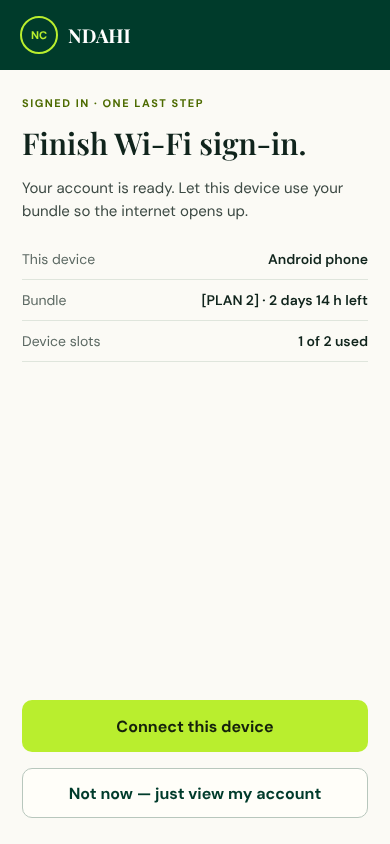 NC
NDAHI
SIGNED IN · ONE LAST STEP
Finish Wi-Fi sign-in.
Your account is ready. Let this device use your
bundle so the internet opens up.
This device Android phone
Bundle [PLAN 2] · 2 days 14 h left
Device slots 1 of 2 used
Connect this device
Not now — just view my account